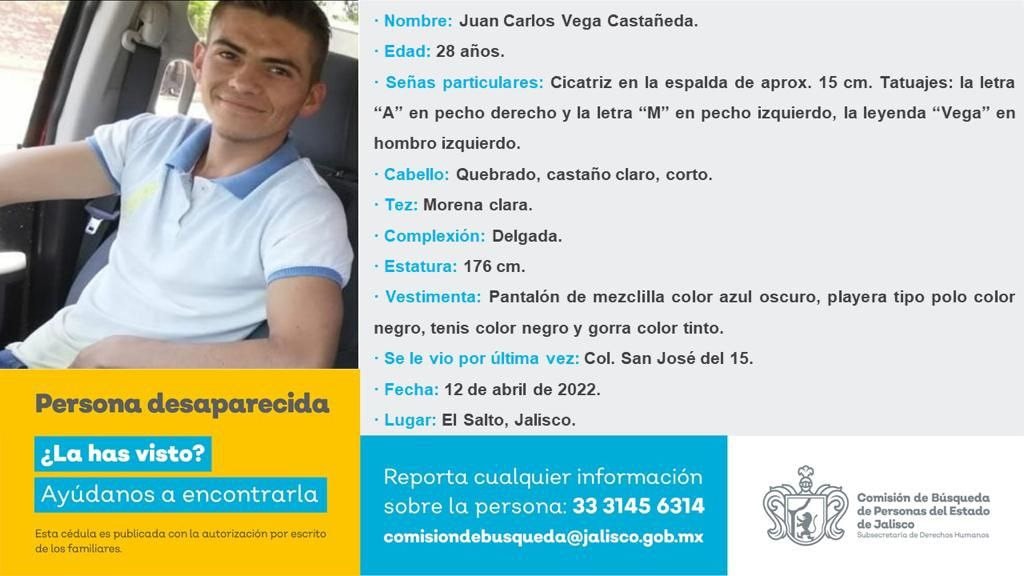 · Nombre: Juan Carlos Vega Castañeda.
· Edad: 28 años.
· Señas particulares: Cicatriz en la espalda de aprox. 15 cm. Tatuajes: la letra
“A” en pecho derecho y la letra “M” en pecho izquierdo, la leyenda “Vega” en
hombro izquierdo.
· Cabello: Quebrado, castaño claro, corto.
· Tez: Morena clara.
· Complexión: Delgada.
· Estatura: 176 cm.
· Vestimenta: Pantalón de mezclilla color azul oscuro, playera tipo polo color
negro, tenis color negro y gorra color tinto.
· Se le vio por última vez: Col. San José del 15.
· Fecha: 12 de abril de 2022.
· Lugar: El Salto, Jalisco.
Persona desaparecida
¿La has visto?
Ayúdanos a encontrarla
Esta cédula es publicada con la autorización por escrito
de los familiares.
Reporta cualquier información
sobre la persona: 33 3145 6314
comisiondebusqueda@jalisco.gob.mx
Comisión de Búsqueda
de Personas del Estado
de Jalisco
Subsecretaría de Derechos Humanos